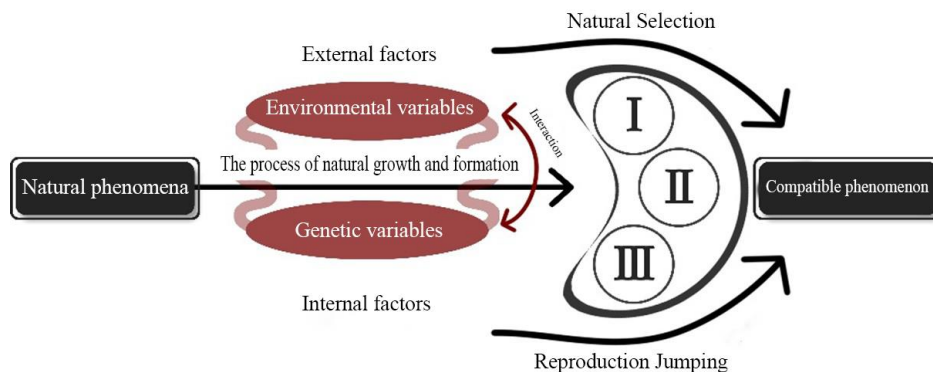 Natural Selection
External factors
Environmental variables
I
Interaction
The process of natural growth and formation
Natural phenomena
II
Compatible phenomenon
Genetic variables
III
Internal factors
Reproduction Jumping